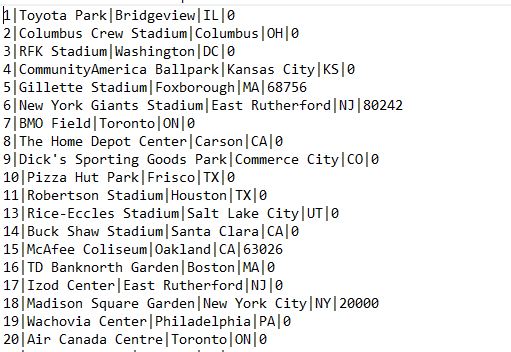 1|Toyota Park|Bridgeview|IL|0
2|Columbus Crew Stadium|Columbus|OH|0
3|RFK Stadium|Washington|DC|0
4|CommunityAmerica Ballpark|Kansas City|KS|0
5|Gillette Stadium|Foxborough|MA|68756
6|New York Giants Stadium|East Rutherford|NJ|80242
7|BMO Field|Toronto|ON|0
8|The Home Depot Center|Carson|CA|0
9|Dick's Sporting Goods Park|Commerce City|CO|0
10|Pizza Hut Park|Frisco|TX|0
11|Robertson Stadium|Houston|TX|0
13|Rice-Eccles Stadium|Salt Lake City|UT|0
14|Buck Shaw Stadium|Santa Clara|CA|0
15|McAfee Coliseum|Oakland|CA|63026
16|TD Banknorth Garden|Boston|MA|0
17|Izod Center|East Rutherford|NJ|0
18|Madison Square Garden|New York City|NY|20000
19|Wachovia Center|Philadelphia|PA|0
20|Air Canada Centre|Toronto|ON|0